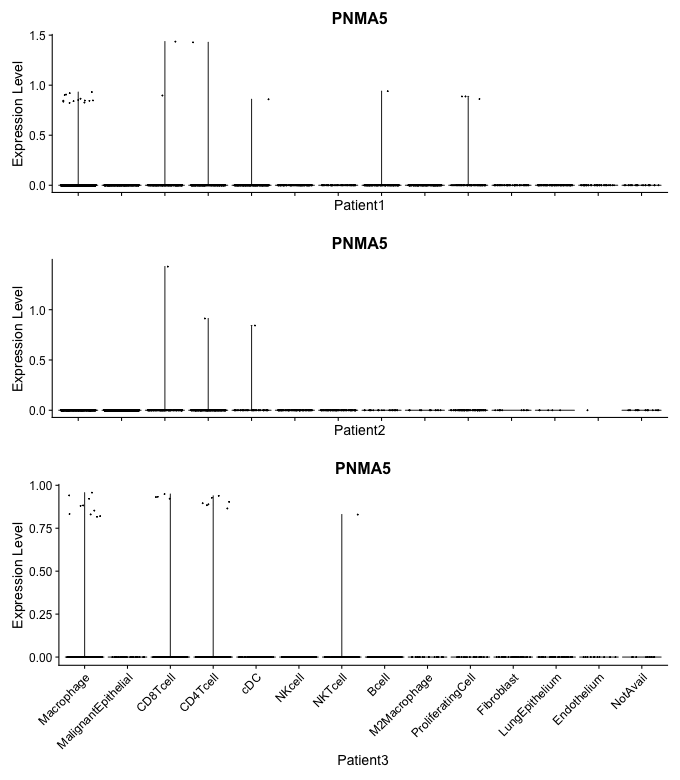 PNMA5
Expression Level
1.5
1.0
0.5
0.0
Patient1
PNMA5
Expression Level
1.0
0.5
0.0
Patient2
PNMA5
Expression Level
1.00
0.75
0.50
0.25
0.00
Macrophage
MalignantEpithelial
CD8Tcell
CD4Tcell
cDC
NKcell
NKTcell
Bcell
M2Macrophage
ProliferatingCell
Fibroblast
LungEpithelium
Endothelium
NotAvail
Patient3